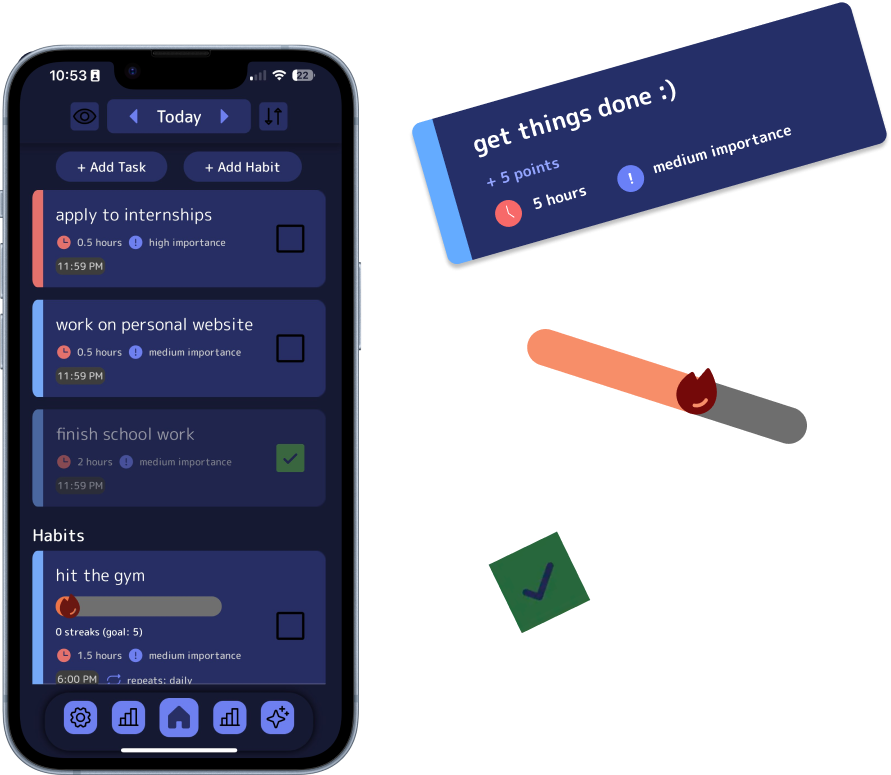 10:53
22
Today
+ Add Task
+ Add Habit
apply to internships
0.5 hours ! high importance
11:59 PM
work on personal website
0.5 hours ! medium importance
11:59 PM
finish school work
2 hours ! medium importance
11:59 PM
Habits
hit the gym
0 streaks (goal: 5)
1.5 hours ! medium importance
6:00 PM repeats: daily
get things done :)
+ 5 points
5 hours ! medium importance